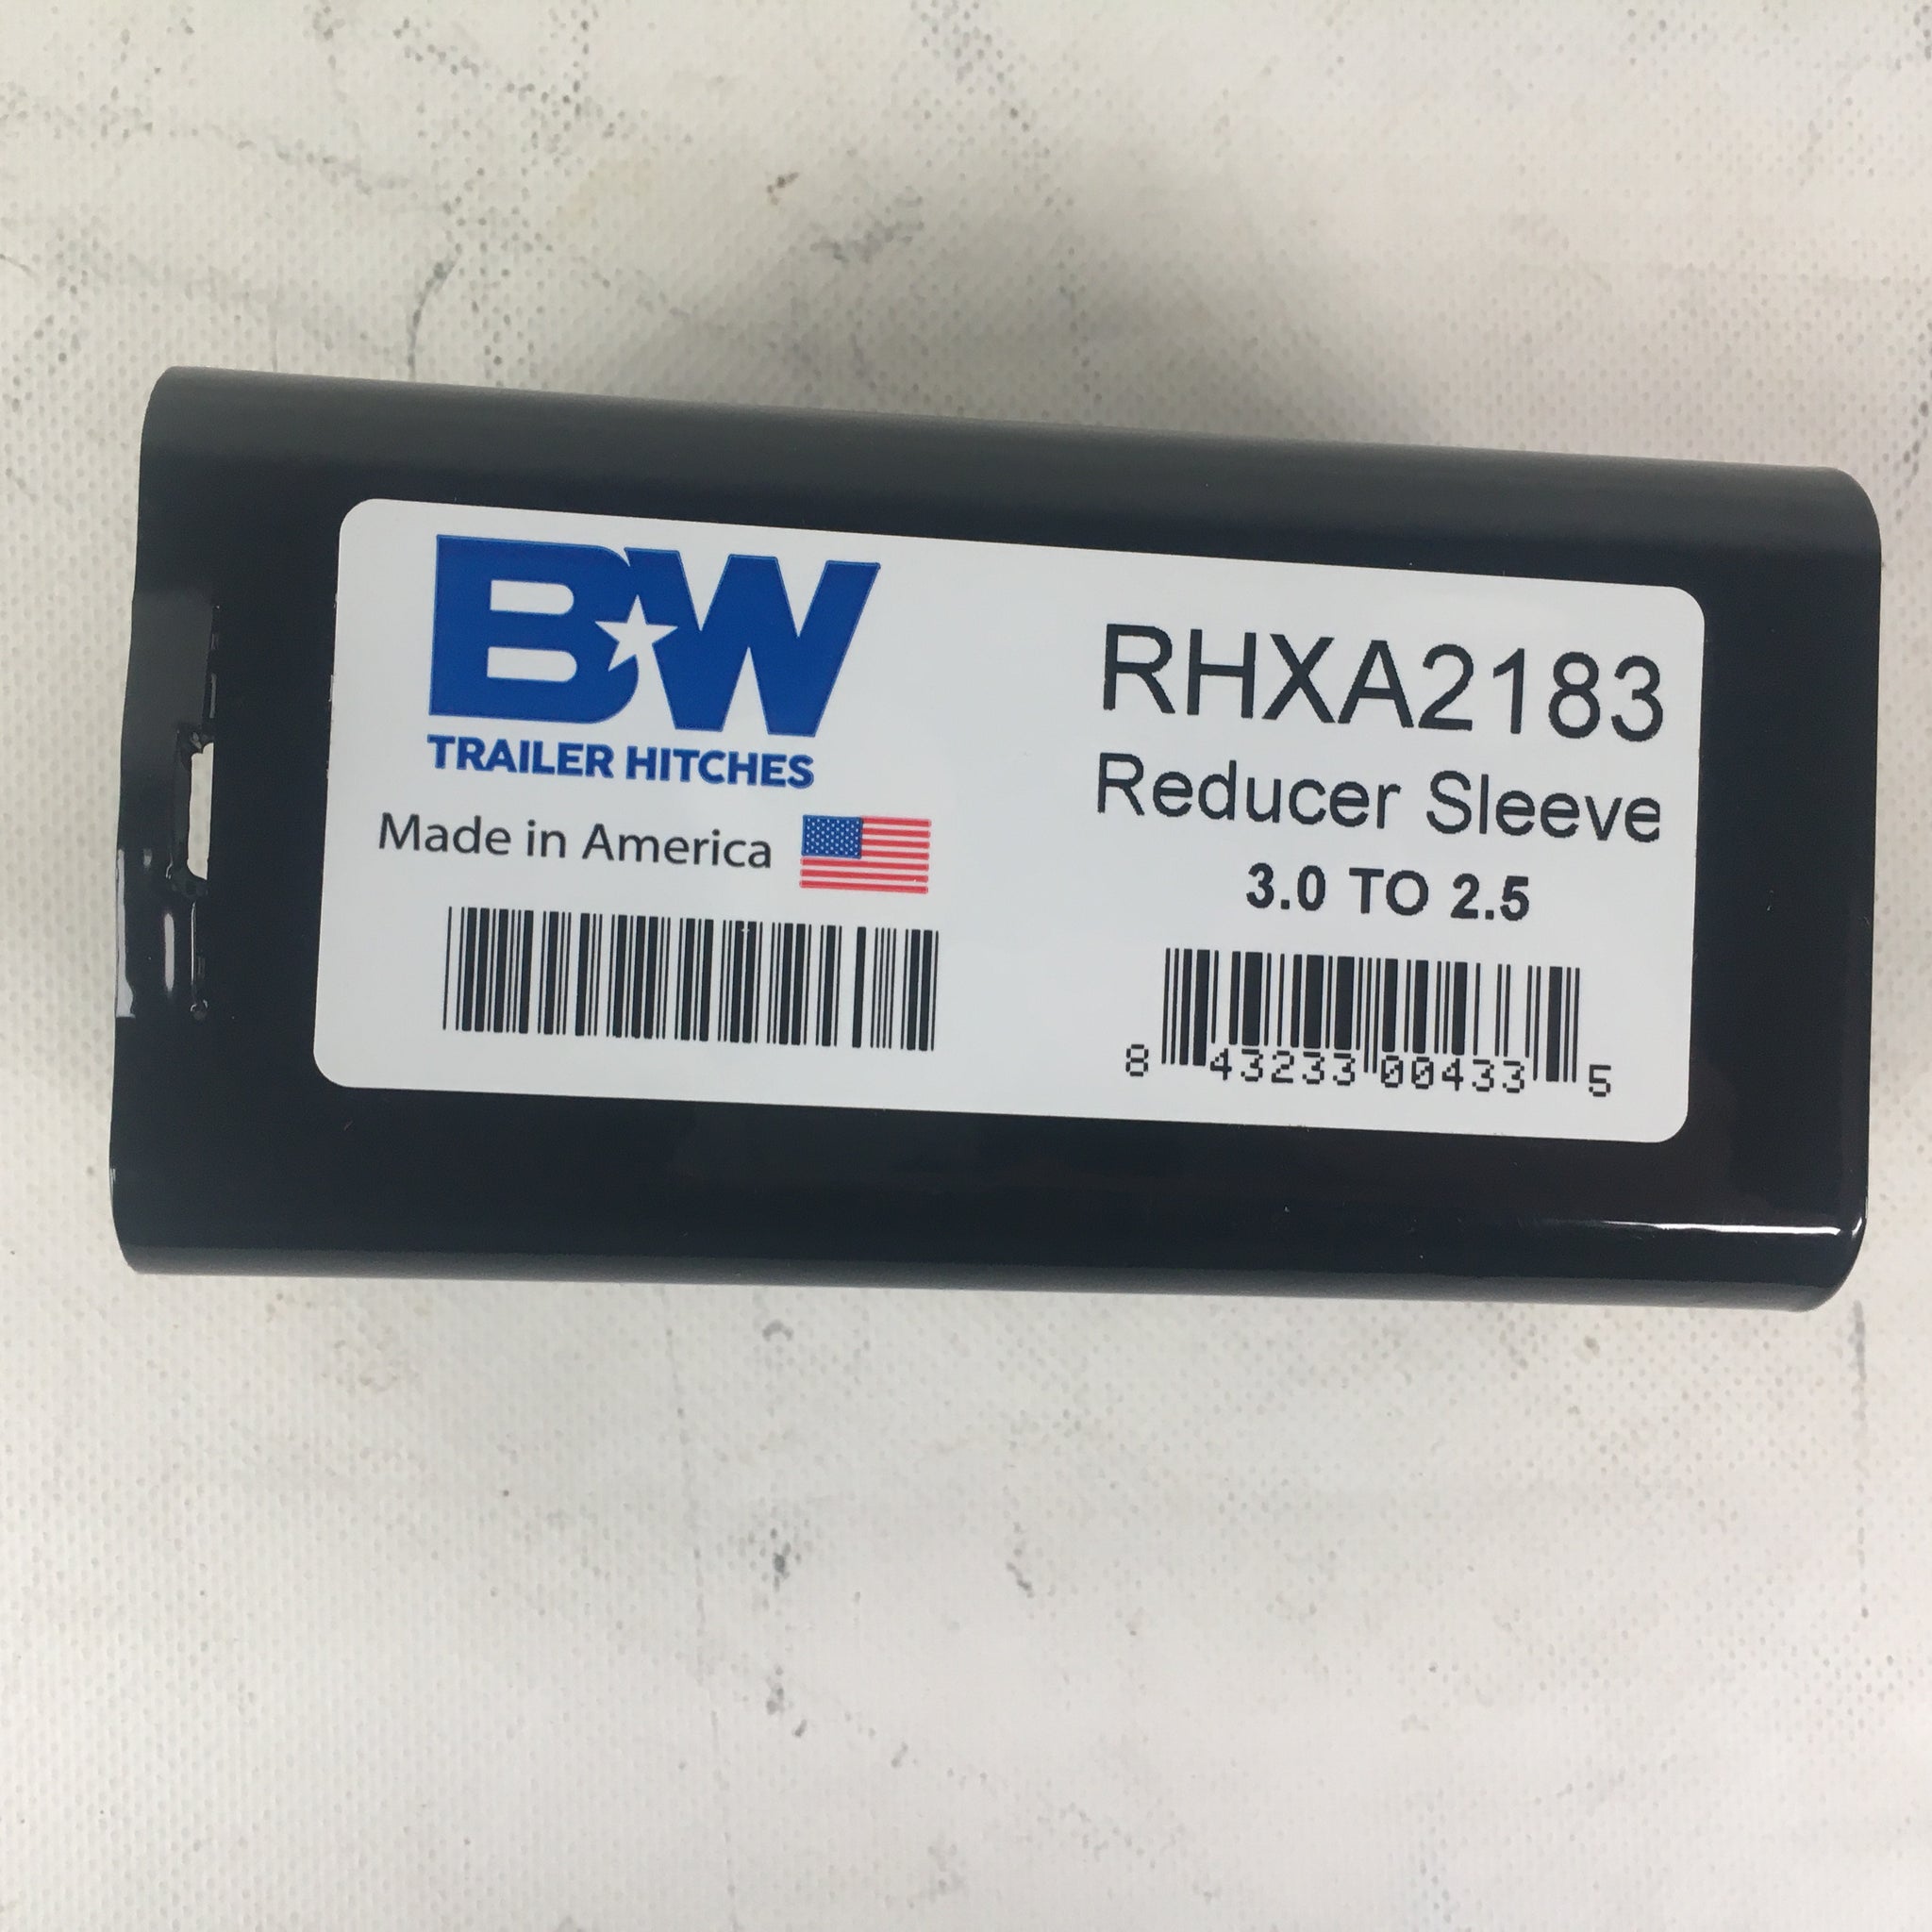 B★W
TRAILER HITCHES
Made in America
RHXA2183
Reducer Sleeve
3.0 TO 2.5
8 43233 00433 5